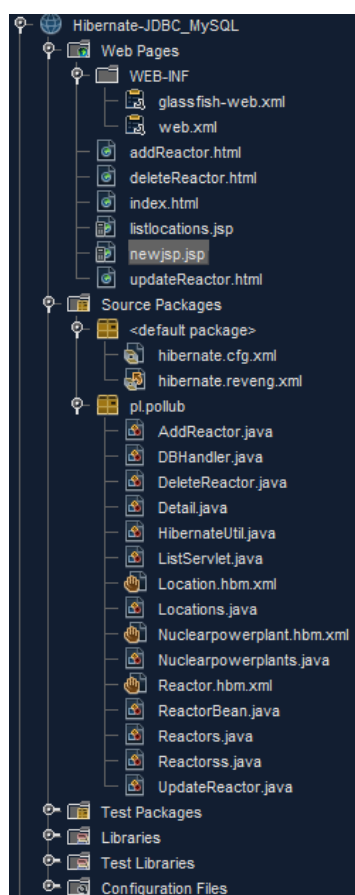 Hibernate-JDBC_MySQL
Web Pages
WEB-INF
glassfish-web.xml
web.xml
addReactor.html
deleteReactor.html
index.html
listlocations.jsp
newjsp.jsp
updateReactor.html
Source Packages
<default package>
hibernate.cfg.xml
hibernate.reveng.xml
pl.pollub
AddReactor.java
DBHandler.java
DeleteReactor.java
Detail.java
HibernateUtil.java
ListServlet.java
Location.hbm.xml
Locations.java
Nuclearpowerplant.hbm.xml
Nuclearpowerplants.java
Reactor.hbm.xml
ReactorBean.java
Reactors.java
Reactorss.java
UpdateReactor.java
Test Packages
Libraries
Test Libraries
Configuration Files